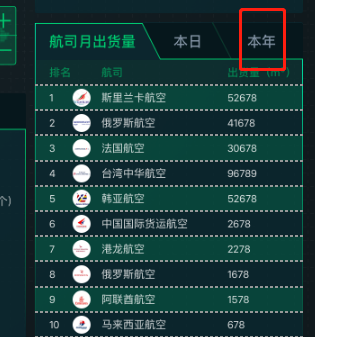 航司月出货量 本日 本年
排名 航司 出货量（m³）
1 斯里兰卡航空 52678
2 俄罗斯航空 41678
3 法国航空 30678
4 台湾中华航空 96789
个）
5 韩亚航空 52678
6 中国国际货运航空 2678
7 港龙航空 2278
8 俄罗斯航空 1678
9 阿联酋航空 1578
10 马来西亚航空 678